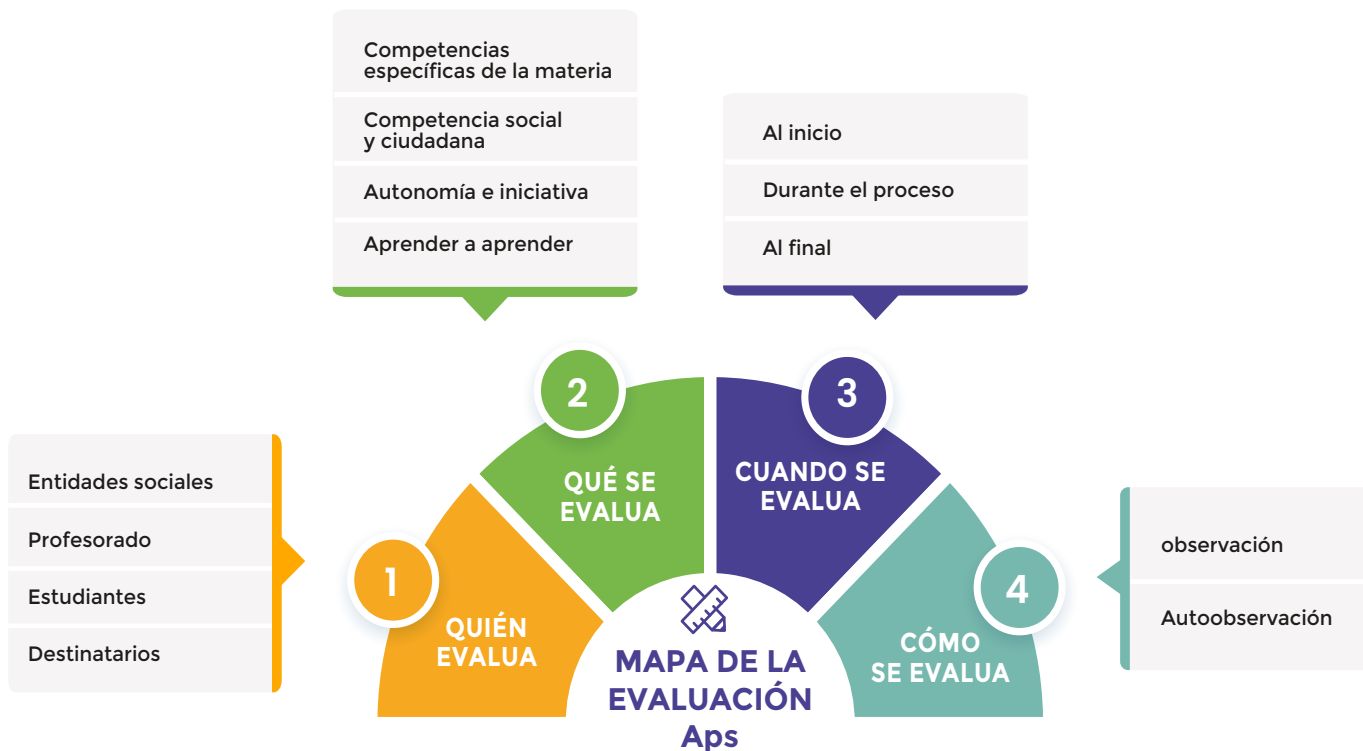 Competencias
específicas de la materia
Competencia social
y ciudadana
Autonomía e iniciativa
Aprender a aprender
Al inicio
Durante el proceso
Al final
Entidades sociales
Profesorado
Estudiantes
Destinatarios
1
QUIÉN
EVALUA
2
QUÉ SE
EVALUA
3
CUANDO SE
EVALUA
4
CÓMO
SE EVALUA
observación
Autoobservación
MAPA DE LA
EVALUACIÓN
Aps